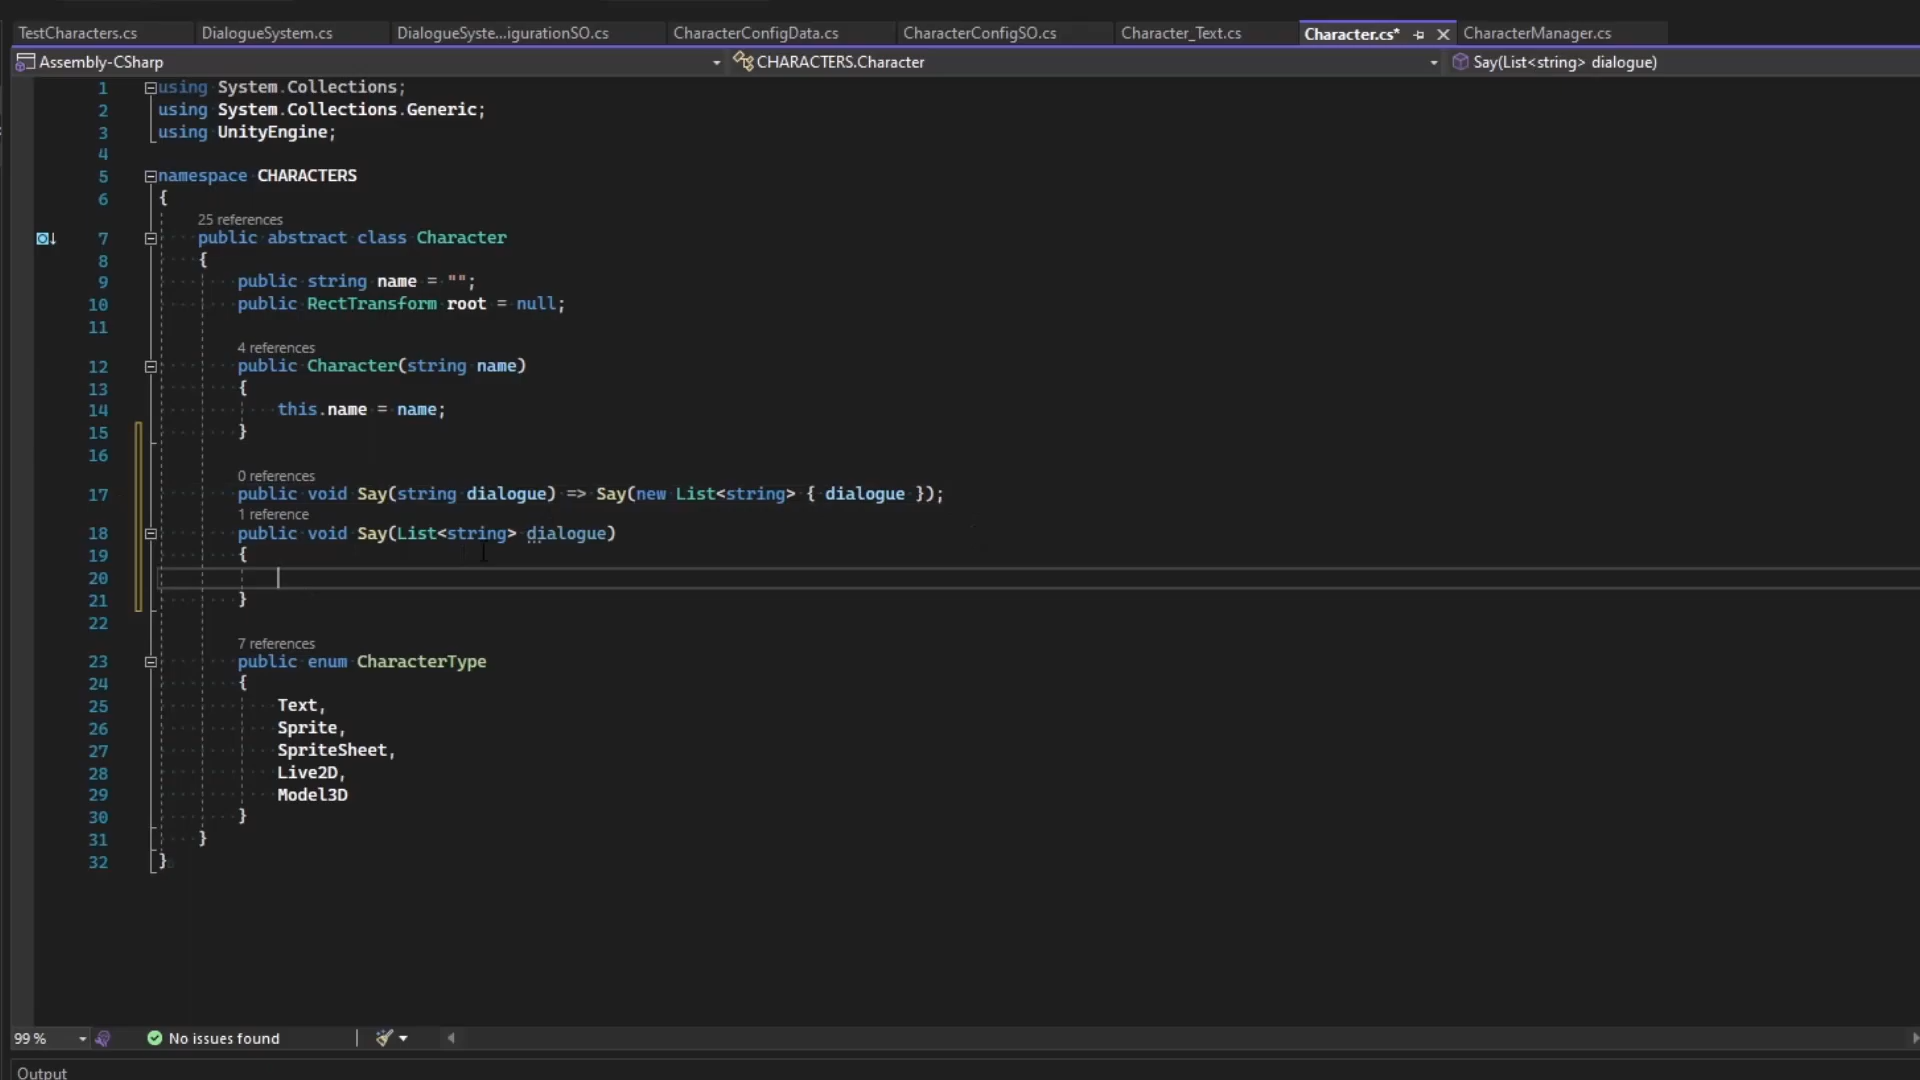 TestCharacters.cs DialogueSystem.cs DialogueSyste...igurationSO.cs CharacterConfigData.cs CharacterConfigSO.cs Character_Text.cs Character.cs* CharacterManager.cs
Assembly-CSharp CHARACTERS.Character Say(List<string> dialogue)
1 using System.Collections;
2 using System.Collections.Generic;
3 using UnityEngine;
4
5 namespace CHARACTERS
6 {
25 references
7 public abstract class Character
8 {
9 public string name = "";
10 public RectTransform root = null;
11
4 references
12 public Character(string name)
13 {
14 this.name = name;
15 }
16
0 references
17 public void Say(string dialogue) => Say(new List<string> { dialogue });
1 reference
18 public void Say(List<string> dialogue)
19 {
20
21 }
22
7 references
23 public enum CharacterType
24 {
25 Text,
26 Sprite,
27 SpriteSheet,
28 Live2D,
29 Model3D
30 }
31 }
32 }
99 % No issues found
Output